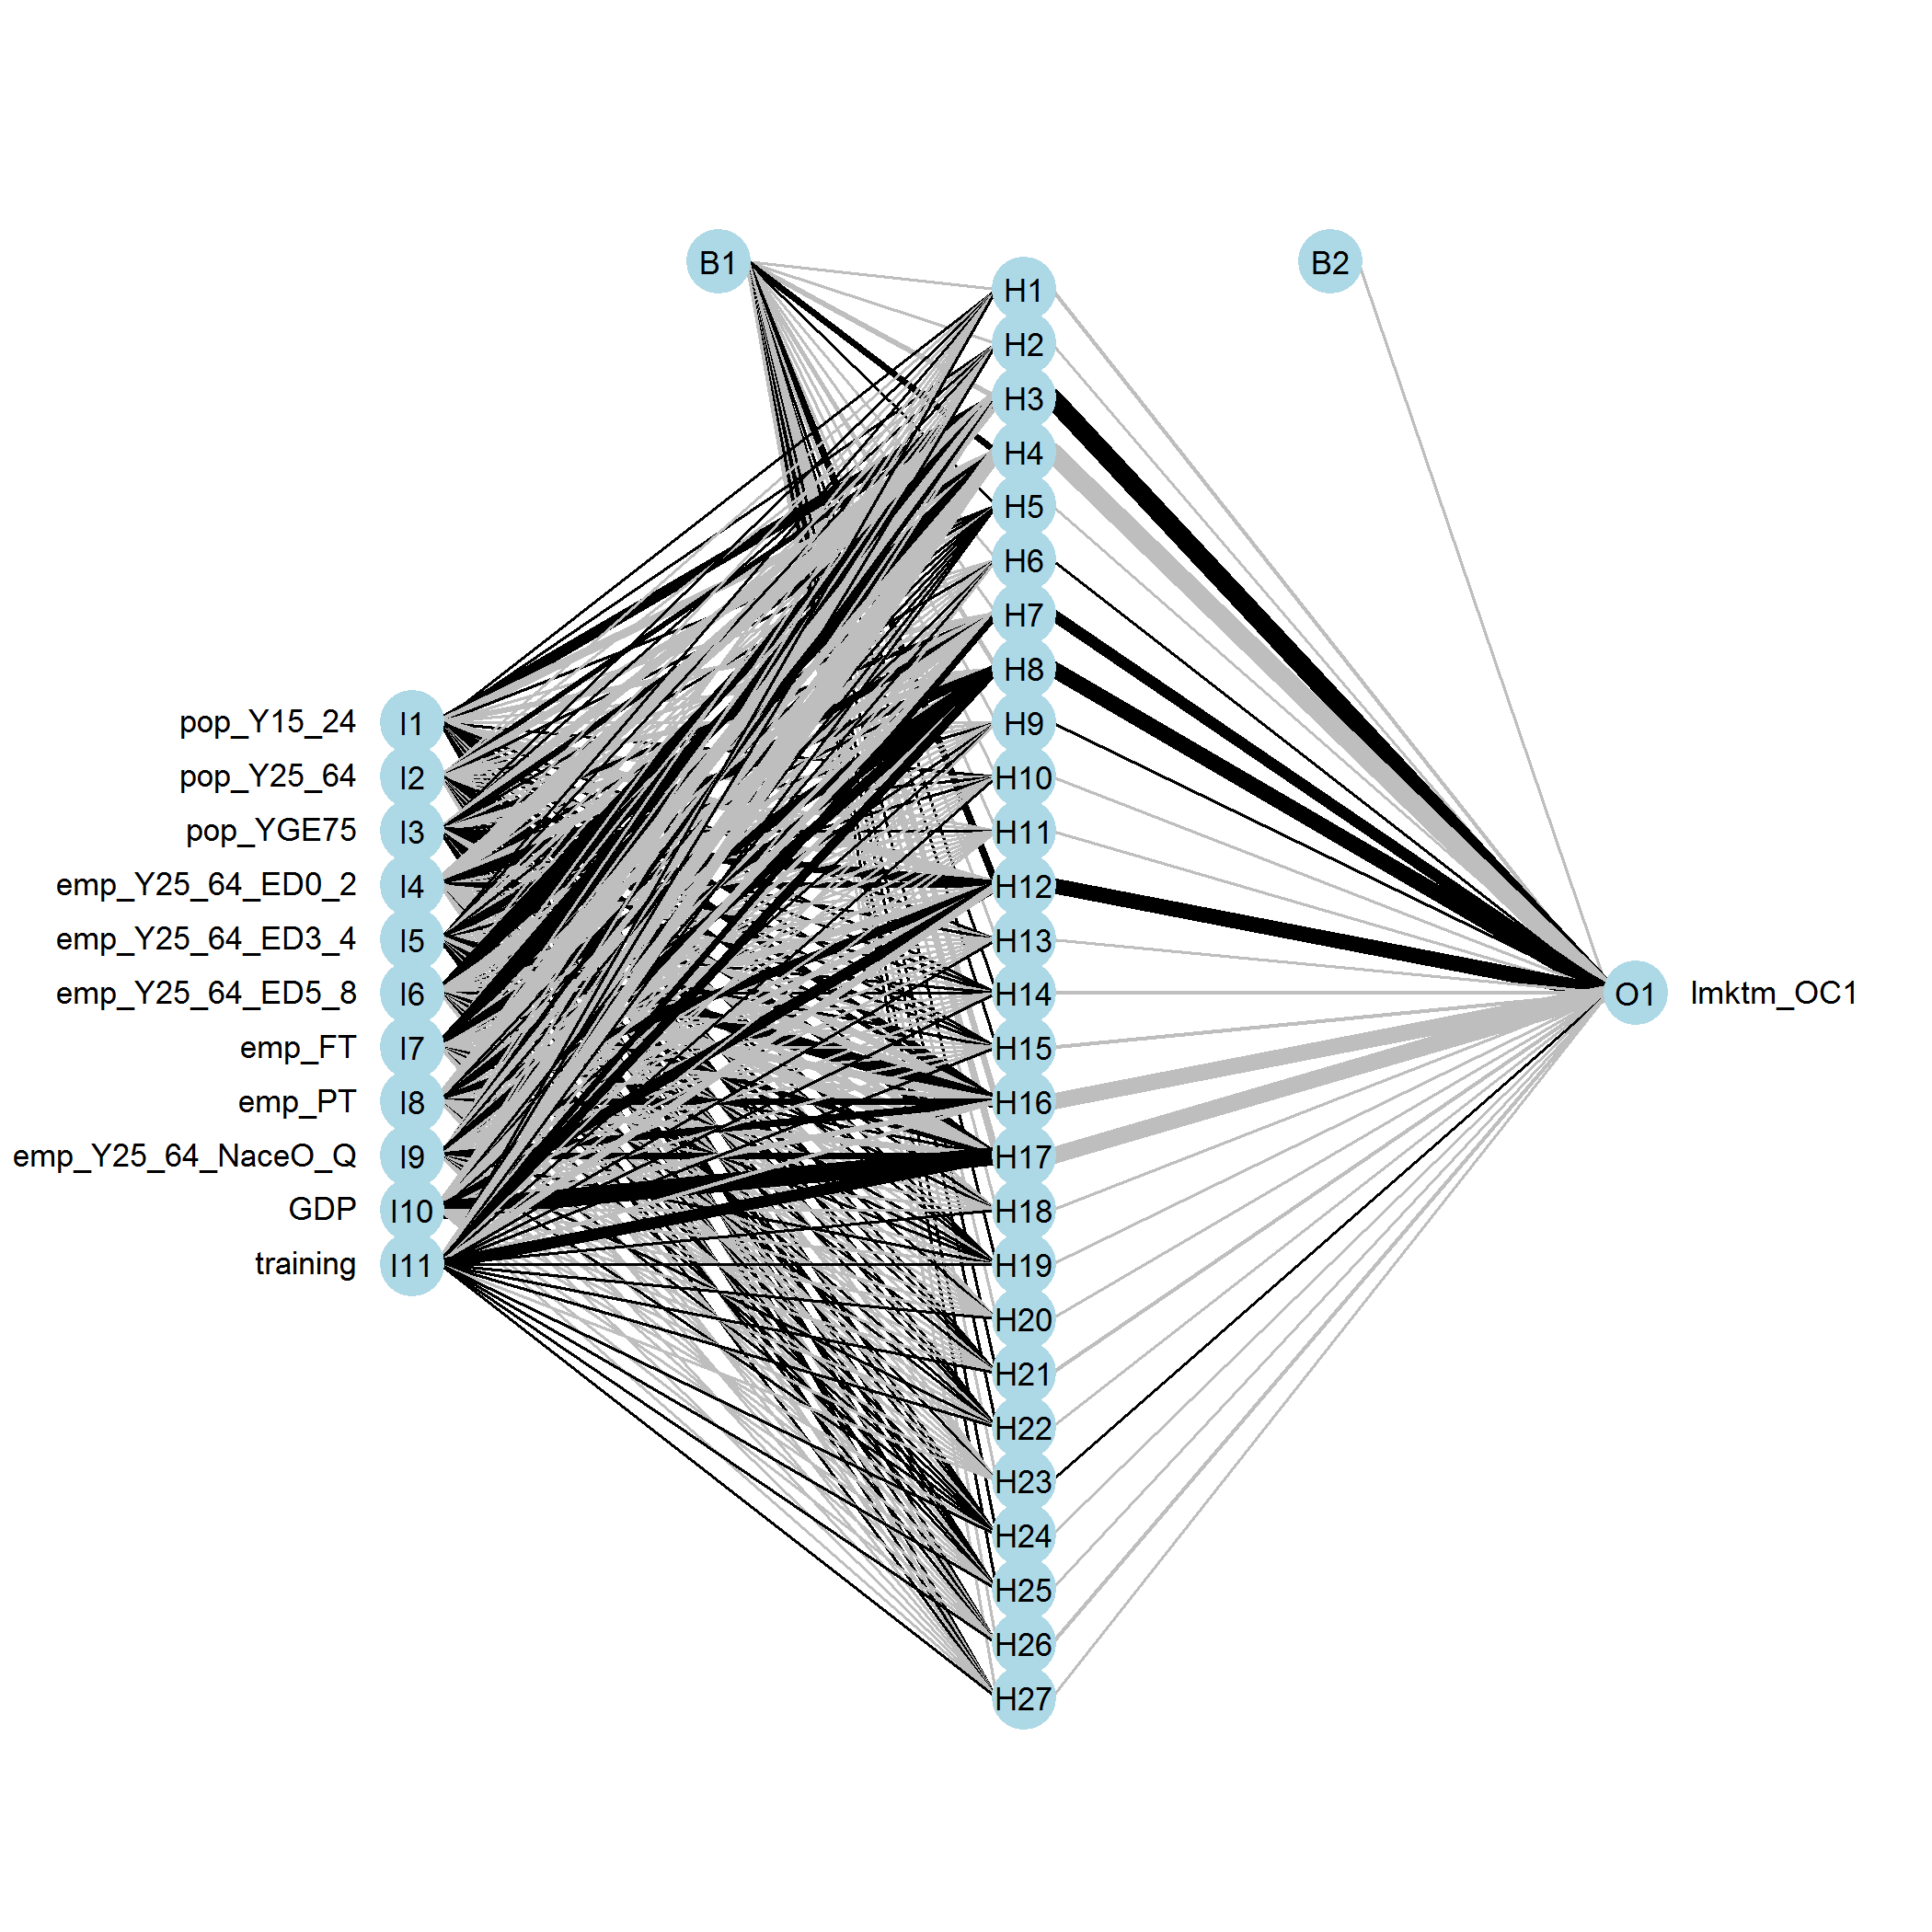 B1
B2
H1
H2
H3
H4
H5
H6
H7
H8
H9
H10
H11
H12
H13
H14
H15
H16
H17
H18
H19
H20
H21
H22
H23
H24
H25
H26
H27
pop_Y15_24 I1
pop_Y25_64 I2
pop_YGE75 I3
emp_Y25_64_ED0_2 I4
emp_Y25_64_ED3_4 I5
emp_Y25_64_ED5_8 I6
emp_FT I7
emp_PT I8
emp_Y25_64_NaceO_Q I9
GDP I10
training I11
O1 lmktm_OC1